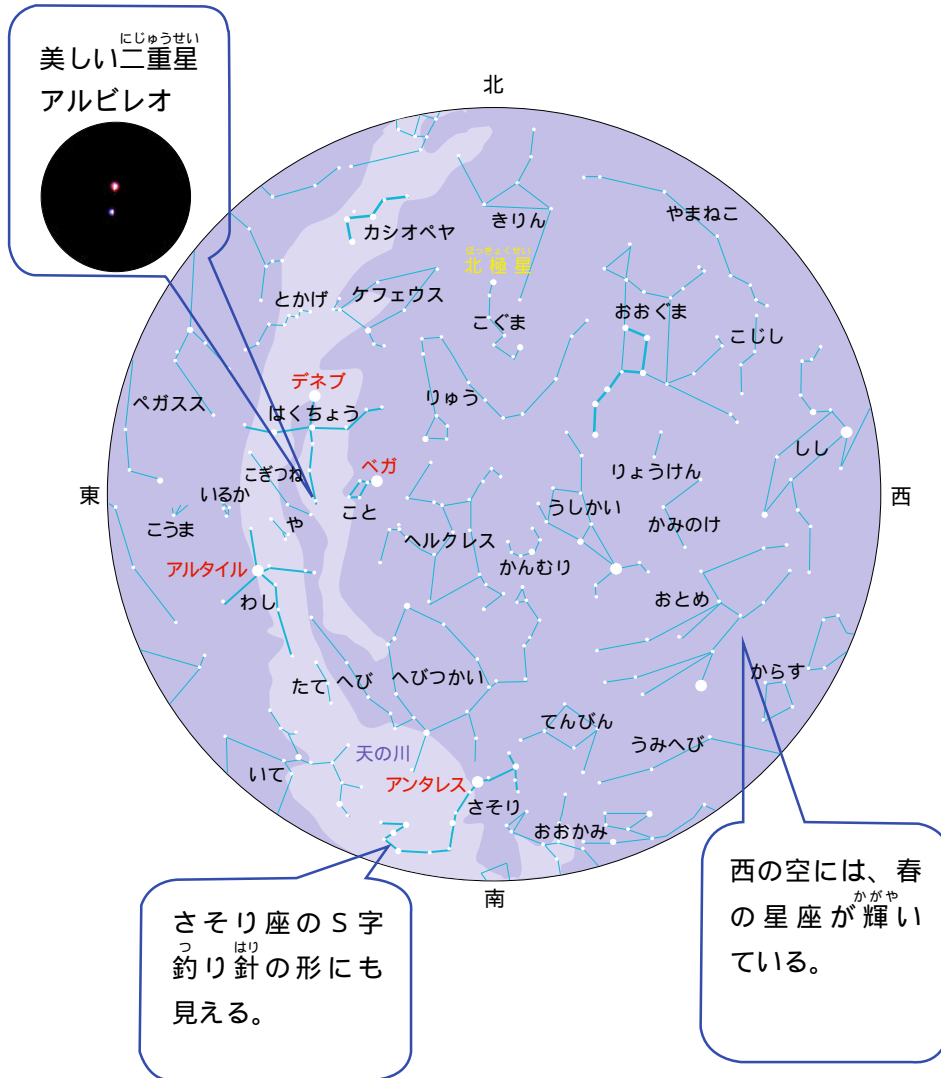 にじゅうせい
美しい二重星
アルビレオ
北
カシオペヤ
きりん
やまねこ
ほっきょくせい
北極星
とかげ
ケフェウス
こぐま
おおぐま
こじし
デネブ
ペガスス
はくちょう
りゅう
しし
こぎつね
ベガ
りょうけん
東
いるか
こと
うしかい
西
こうま
や
ヘルクレス
かみのけ
かんむり
アルタイル
わし
おとめ
たて
へび
へびつかい
からす
てんびん
うみへび
天の川
いて
アンタレス
さそり
おおかみ
南
さそり座のS字
つ はり
釣り針の形にも
見える。
西の空には、春
かがや
の星座が輝い
ている。